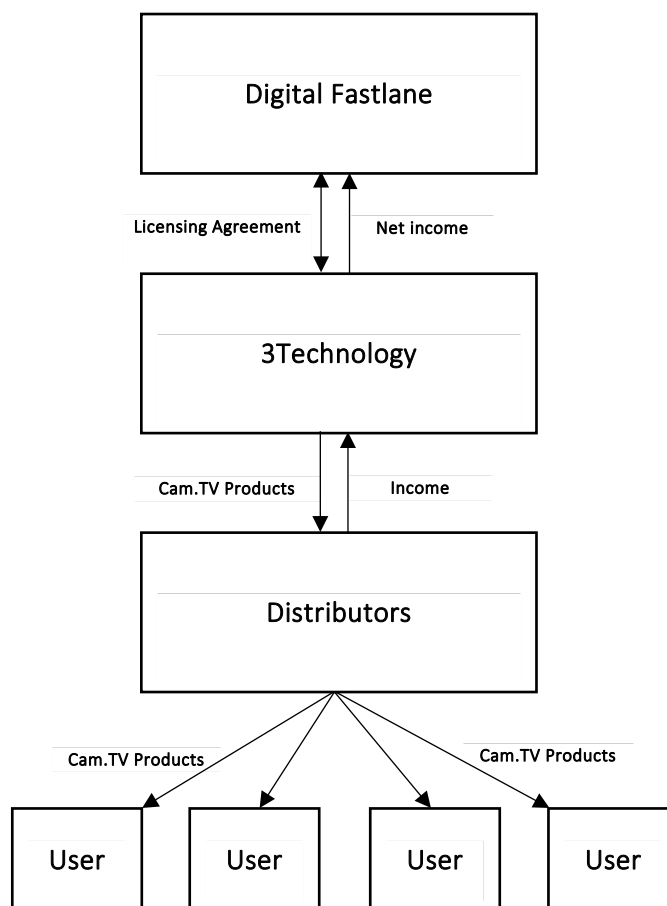 Digital Fastlane
Licensing Agreement
Net income
3Technology
Cam.TV Products
Income
Distributors
Cam.TV Products
Cam.TV Products
User
User
User
User